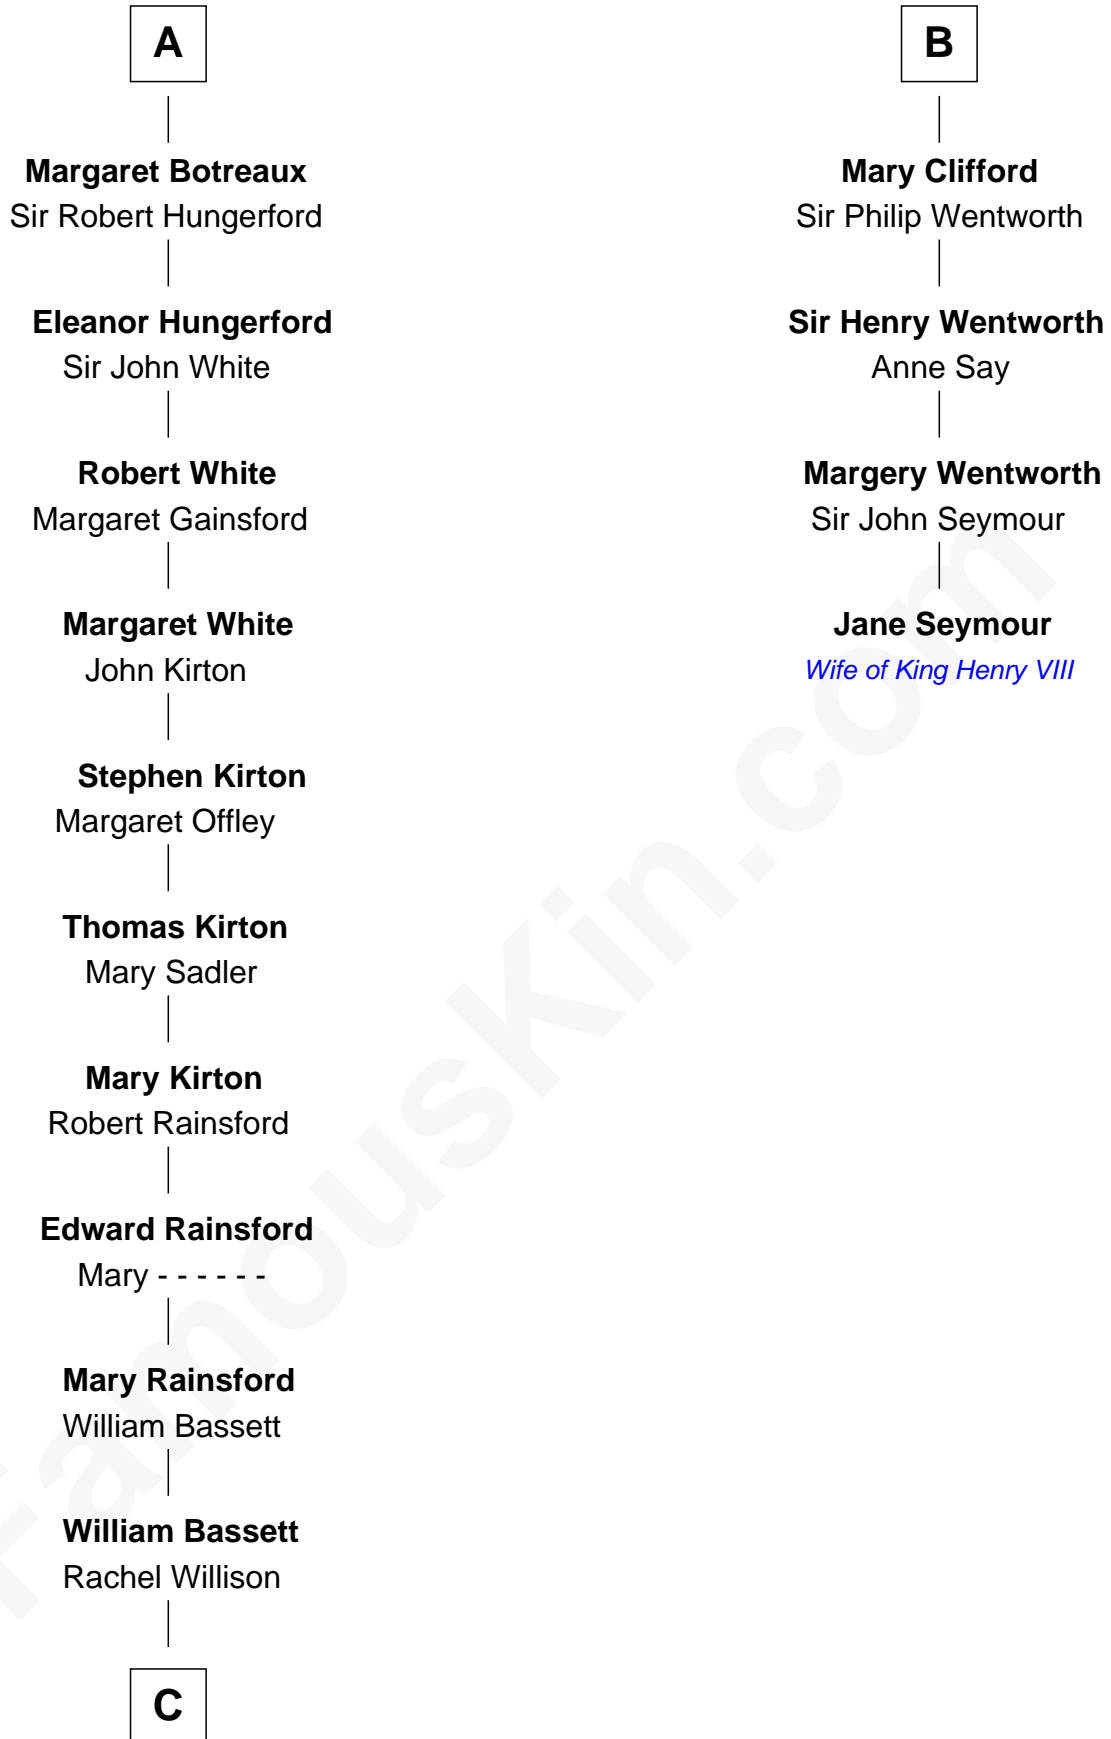 A
Margaret Botreaux
Sir Robert Hungerford
Eleanor Hungerford
Sir John White
Robert White
Margaret Gainsford
Margaret White
John Kirton
Stephen Kirton
Margaret Offley
Thomas Kirton
Mary Sadler
Mary Kirton
Robert Rainsford
Edward Rainsford
Mary - - - - - -
Mary Rainsford
William Bassett
William Bassett
Rachel Willison
C
B
Mary Clifford
Sir Philip Wentworth
Sir Henry Wentworth
Anne Say
Margery Wentworth
Sir John Seymour
Jane Seymour
Wife of King Henry VIII
FamousKin.com